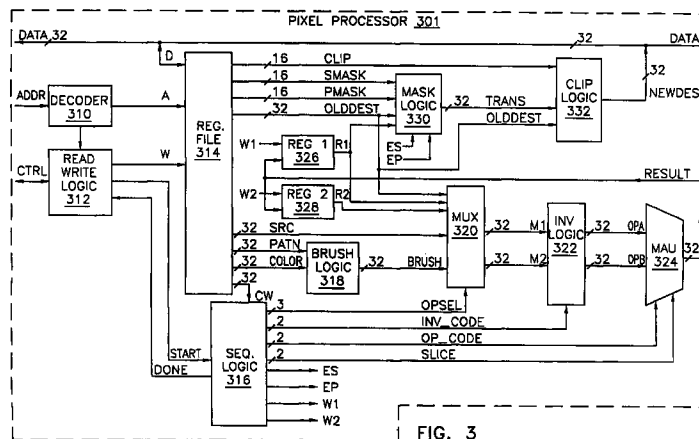 PIXEL PROCESSOR 301
DATA 32 32 DATA
D
16 CLIP
16 SMASK
16 PMASK
32 OLDDEST
32
NEWDES
ADDR DECODER 310 A
REG. FILE 314
MASK LOGIC 330
32 TRANS
OLDDEST
CLIP LOGIC 332
CTRL READ WRITE LOGIC 312 W
W1 REG 1 326 R1
ES
EP
RESULT
W2 REG 2 328 R2
MUX 320
32 M1
32 M2
INV LOGIC 322
32 OPA
32 OPB
MAU 324
32
32 SRC
32 PATN
32 COLOR
BRUSH LOGIC 318
32 BRUSH
32
CW
3 OPSEL
2 INV_CODE
2 OP_CODE
2 SLICE
START
DONE
SEQ. LOGIC 316
ES
EP
W1
W2
FIG. 3